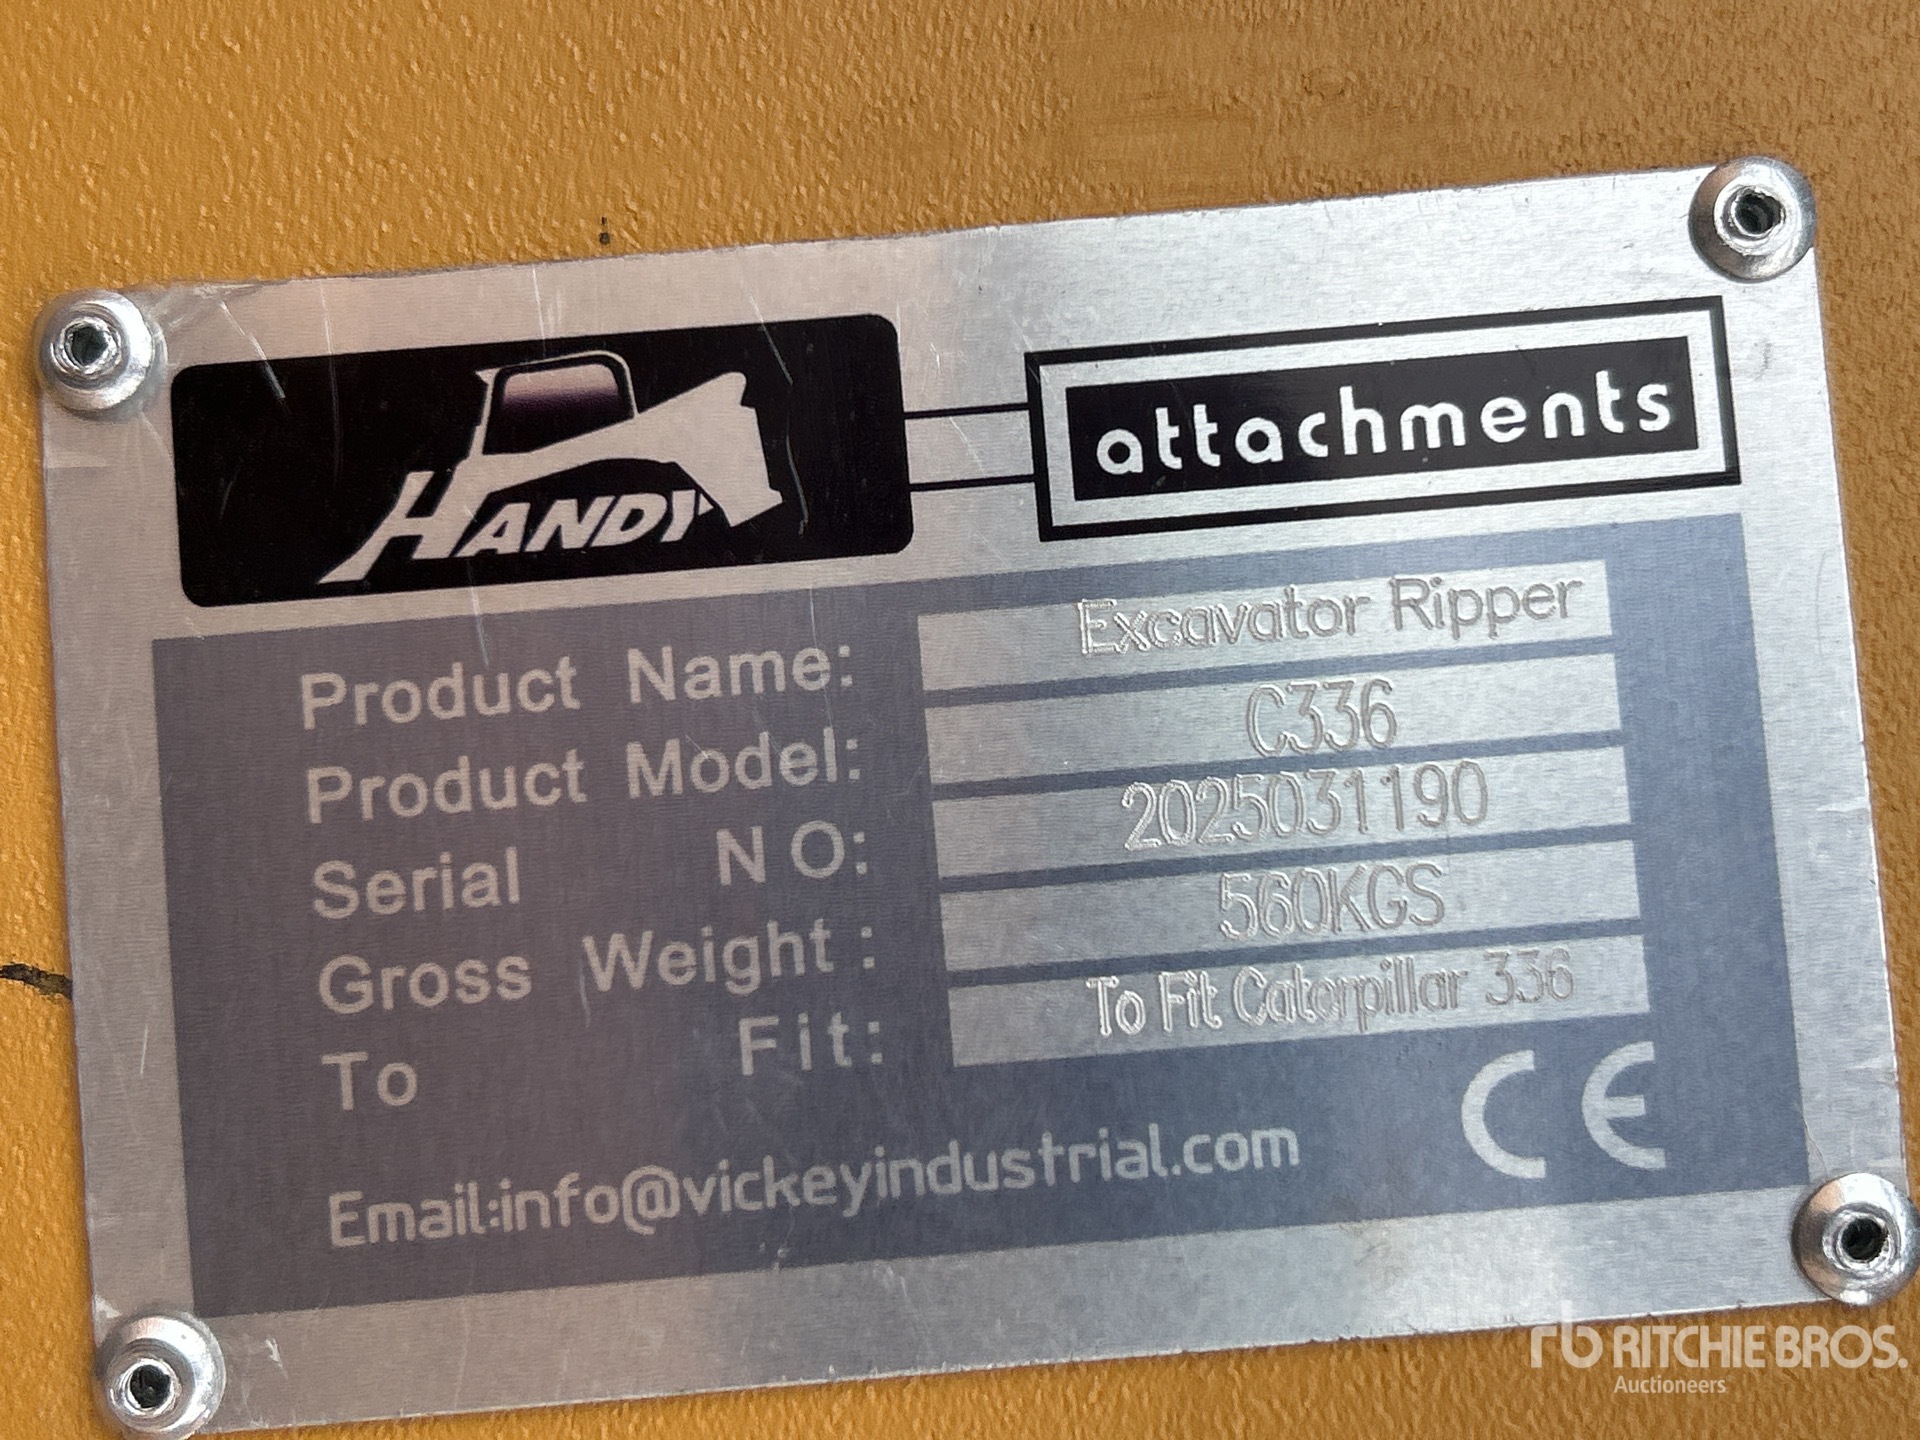 HANDY
attachments
Product Name: Excavator Ripper
Product Model: C336
Serial NO: 2025031190
Gross Weight : 560KGS
To Fit: To Fit Caterpillar 336
Email:info@vickeyindustrial.com
CE
rb RITCHIE BROS.
Auctioneers